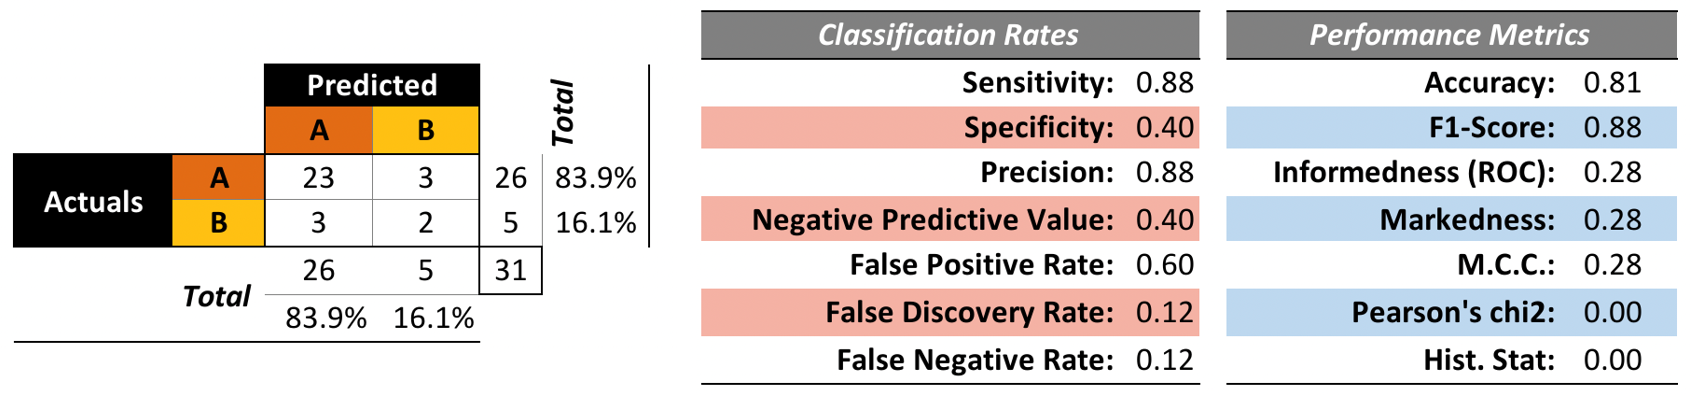 Predicted
Total
A B
Actuals
A 23 3 26 83.9%
B 3 2 5 16.1%
Total
26 5 31
83.9% 16.1%
Classification Rates
Sensitivity: 0.88
Specificity: 0.40
Precision: 0.88
Negative Predictive Value: 0.40
False Positive Rate: 0.60
False Discovery Rate: 0.12
False Negative Rate: 0.12
Performance Metrics
Accuracy: 0.81
F1-Score: 0.88
Informedness (ROC): 0.28
Markedness: 0.28
M.C.C.: 0.28
Pearson's chi2: 0.00
Hist. Stat: 0.00